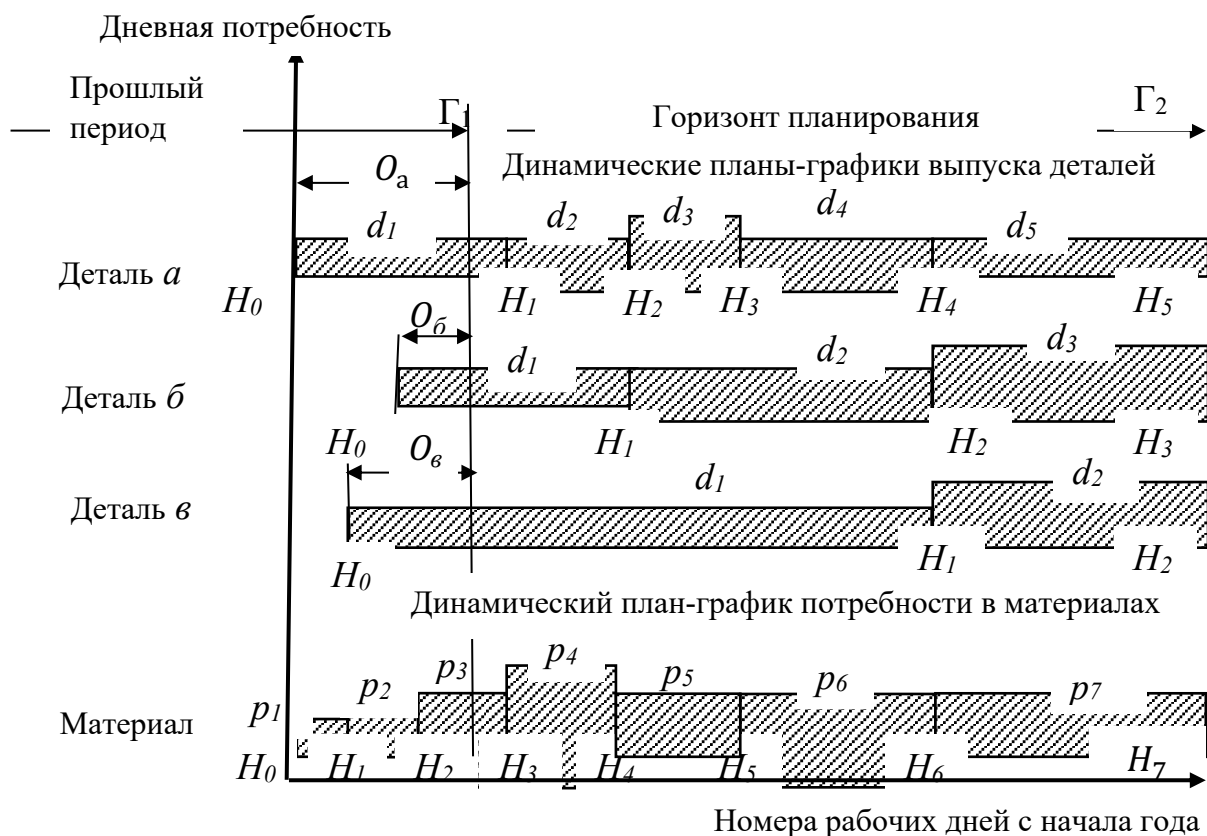 Дневная потребность
Прошлый
период
Г₁
Горизонт планирования
Г₂
Динамические планы-графики выпуска деталей
Oа
d₁ d₂ d₃ d₄ d₅
Деталь а
H₀ H₁ H₂ H₃ H₄ H₅
Oб
d₁ d₂ d₃
Деталь б
H₀ H₁ H₂ H₃
Oв
d₁ d₂
Деталь в
H₀ H₁ H₂
Динамический план-график потребности в материалах
p₁ p₂ p₃ p₄ p₅ p₆ p₇
Материал
H₀ H₁ H₂ H₃ H₄ H₅ H₆ H₇
Номера рабочих дней с начала года